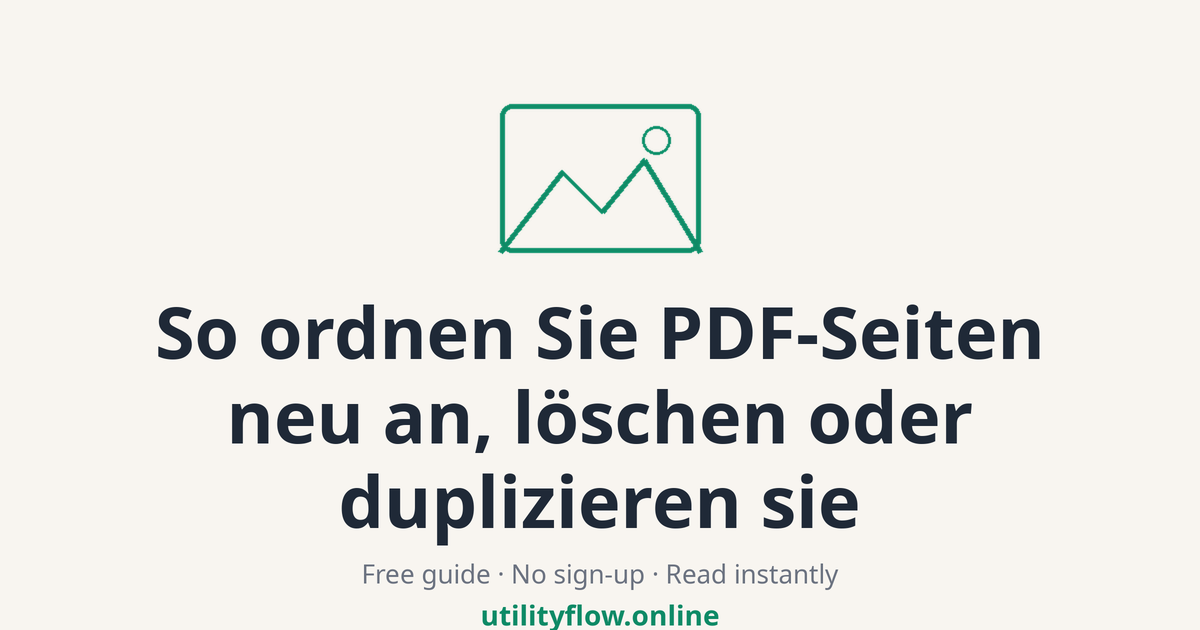 So ordnen Sie PDF-Seiten
neu an, löschen oder
duplizieren sie
Free guide · No sign-up · Read instantly
utilityflow.online